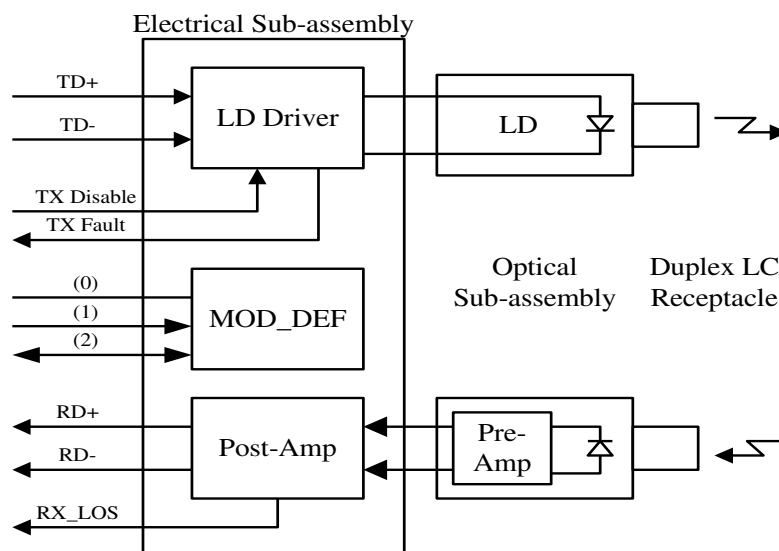 Electrical Sub-assembly
TD+
TD-
LD Driver
LD
TX Disable
TX Fault
Optical
Sub-assembly
Duplex LC
Receptacle
(0)
(1)
(2)
MOD_DEF
RD+
RD-
RX_LOS
Post-Amp
Pre-
Amp